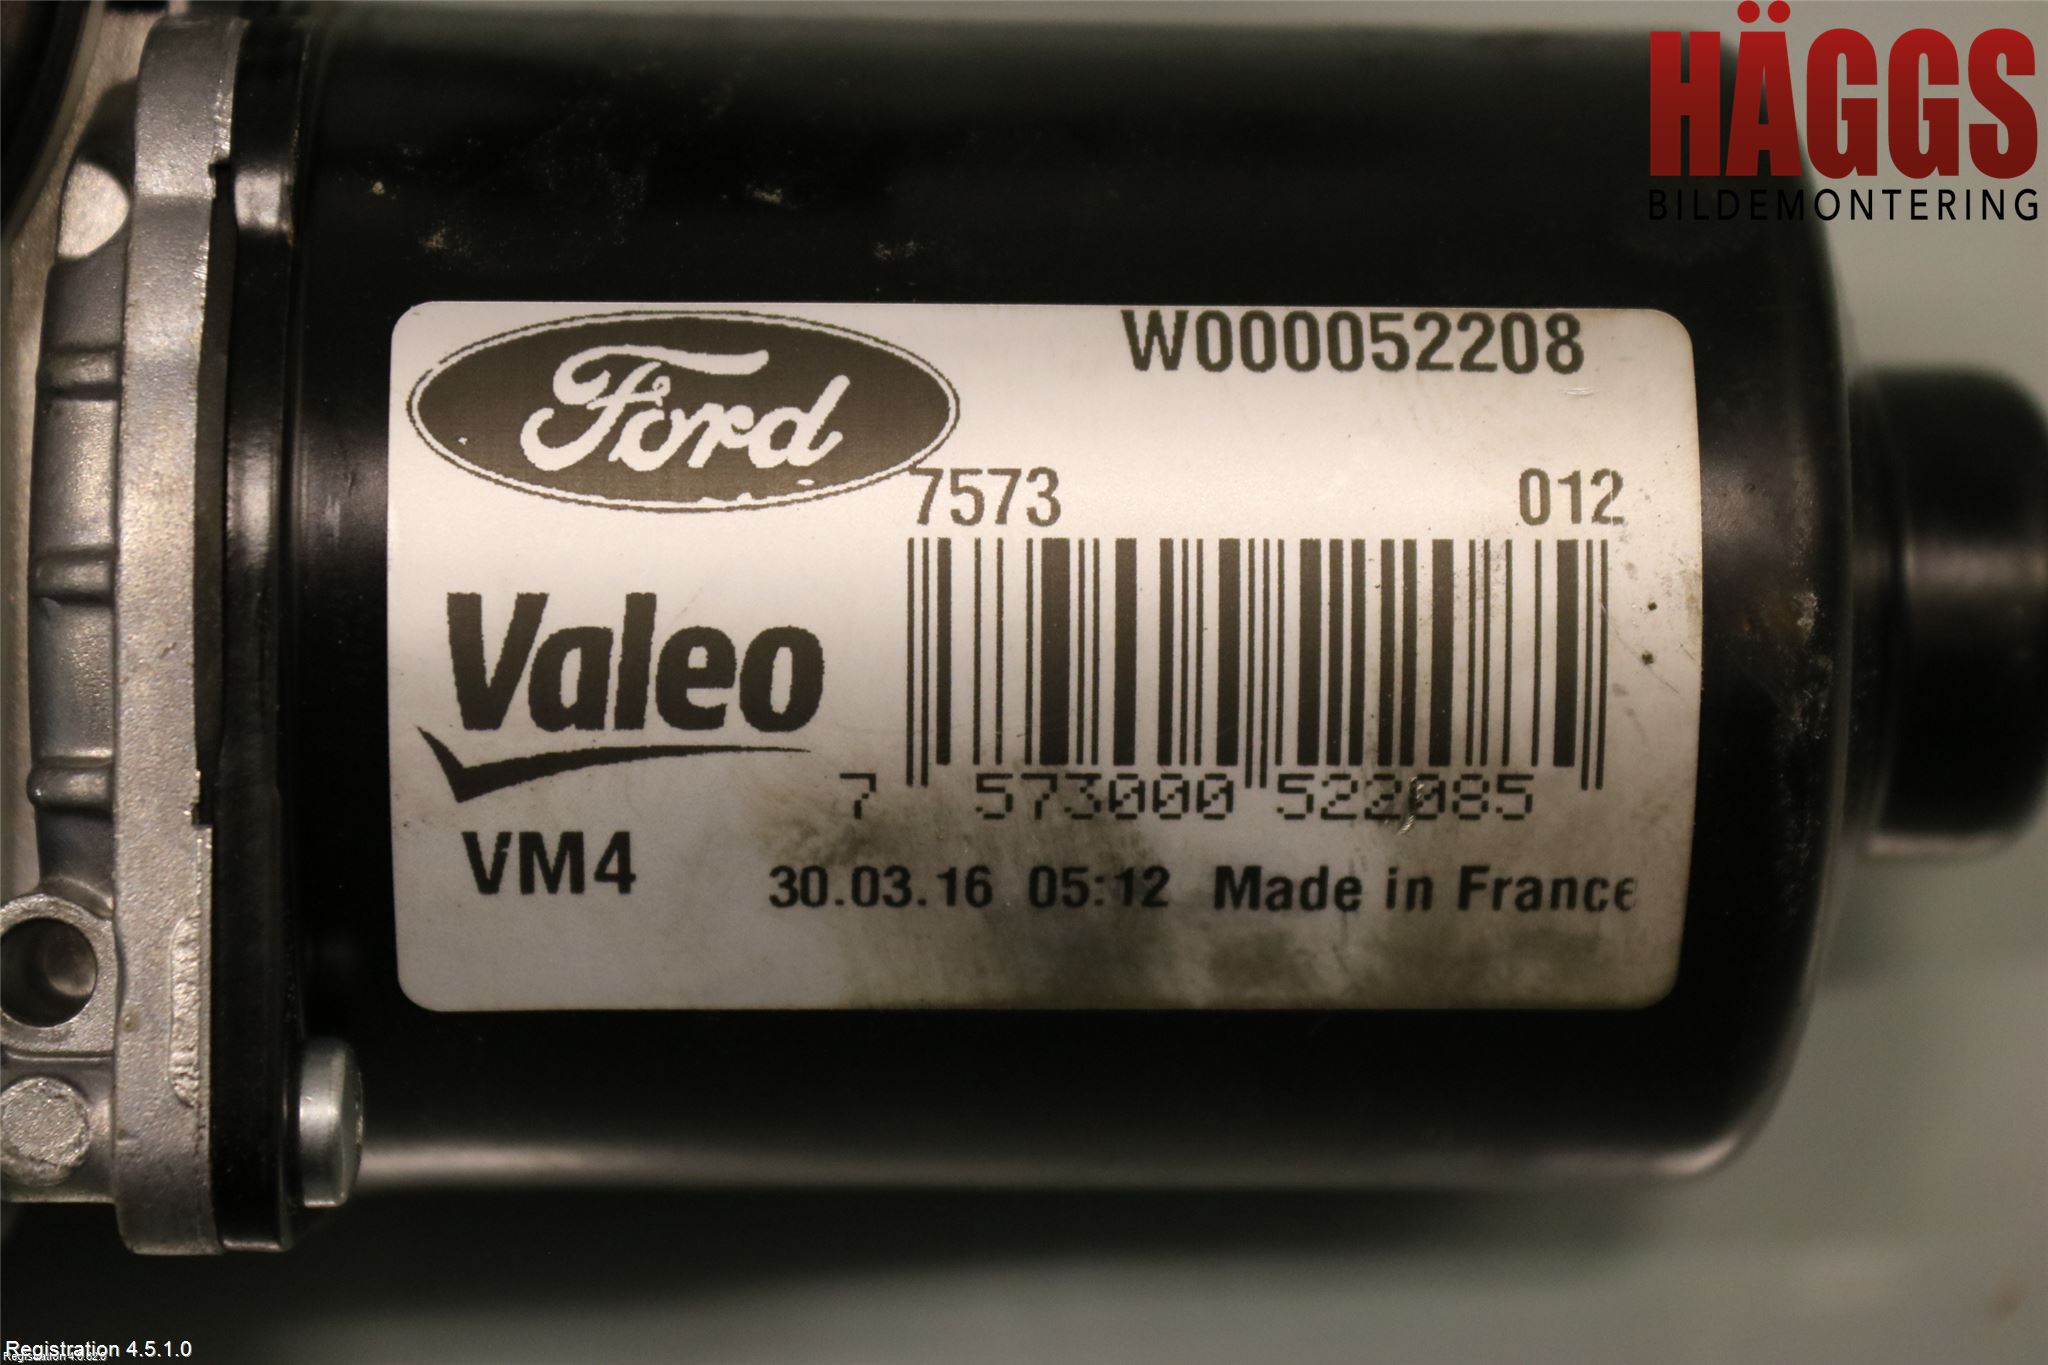 HÄGGS
BILDEMONTERING
Ford
W000052208
7573 012
Valeo
7 573000 522085
VM4
30.03.16 05:12 Made in France
Registration 4.5.1.0